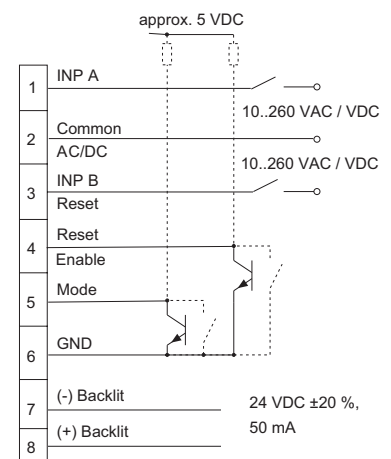 approx. 5 VDC
1 INP A
10..260 VAC / VDC
2 Common
AC/DC
10..260 VAC / VDC
3 INP B
Reset
4 Reset
Enable
5 Mode
6 GND
7 (-) Backlit
24 VDC ±20 %,
50 mA
8 (+) Backlit